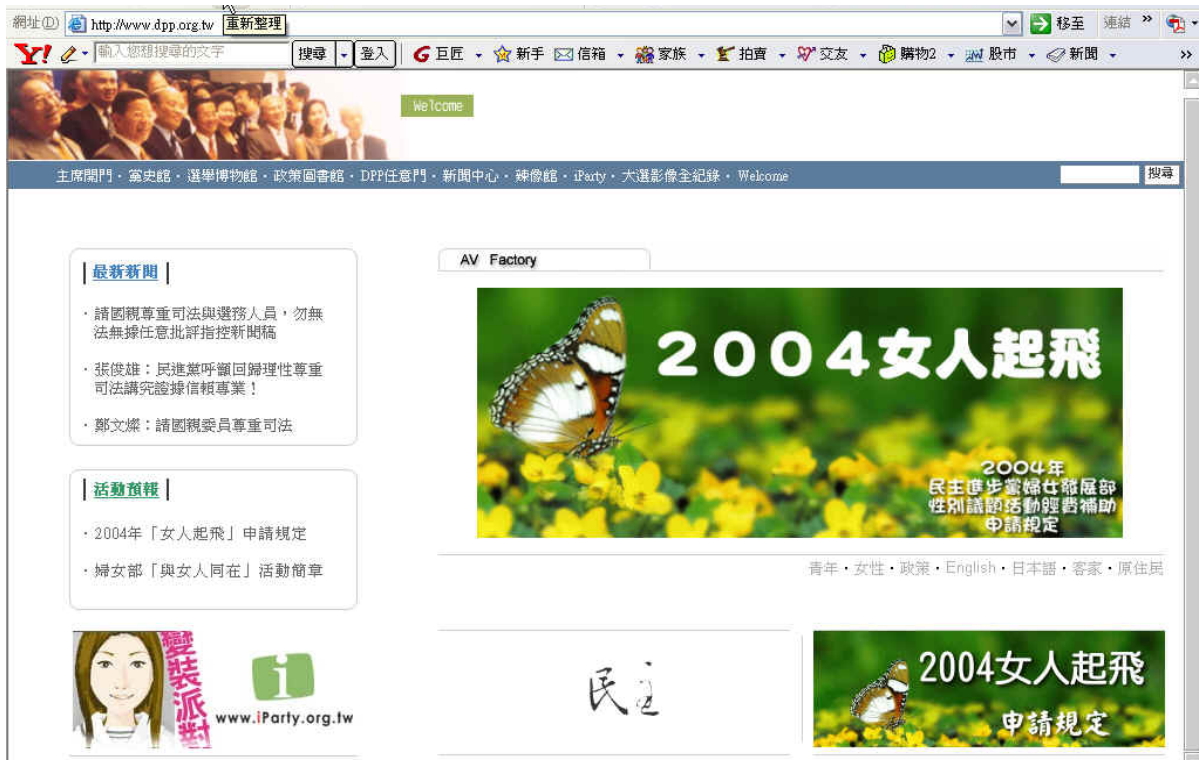 網址(D) http://www.dpp.org.tw 重新整理 移至 連結 »
Y! 輸入您想搜尋的文字 搜尋 登入 G 巨匠 新手 信箱 家族 拍賣 交友 購物2 股市 新聞 »
Welcome
主席開門・黨史館・選舉博物館・政策圖書館・DPP任意門・新聞中心・辣像館・iParty・大選影像全紀錄・Welcome 搜尋
最新新聞
・請國親尊重司法與選務人員，勿無
法無據任意批評指控新聞稿
・張俊雄：民進黨呼籲回歸理性尊重
司法講究證據信賴專業！
・鄭文燦：請國親委員尊重司法
活動預報
・2004年「女人起飛」申請規定
・婦女部「與女人同在」活動簡章
AV Factory
2004女人起飛
2004年
民主進步黨婦女發展部
性別議題活動經費補助
申請規定
青年・女性・政策・English・日本語・客家・原住民
變裝派對
i
www.iParty.org.tw
民主
2004女人起飛
申請規定